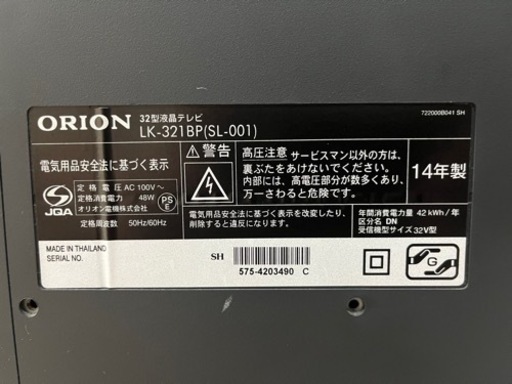 722000B041 SH
ORION
32型液晶テレビ
LK-321BP(SL-001)
電気用品安全法に基づく表示
JQA
定 格 電 圧 AC 100V～
定格消費電力 48W
オリオン電機株式会社
定格周波数 50Hz/60Hz
PS
E
MADE IN THAILAND
SERIAL NO.
警告
高圧注意 サービスマン以外の方は、
裏ぶたをあけないでください。
内部には、高電圧部分が数多くあり、
万一さわると危険です。
電気用品安全法に基づく表示を改変したり、
削除すると違反になります。
14年製
年間消費電力量 42 kWh/年
区分名 DN
受信機型サイズ 32V型
SH
575-4203490 C
G